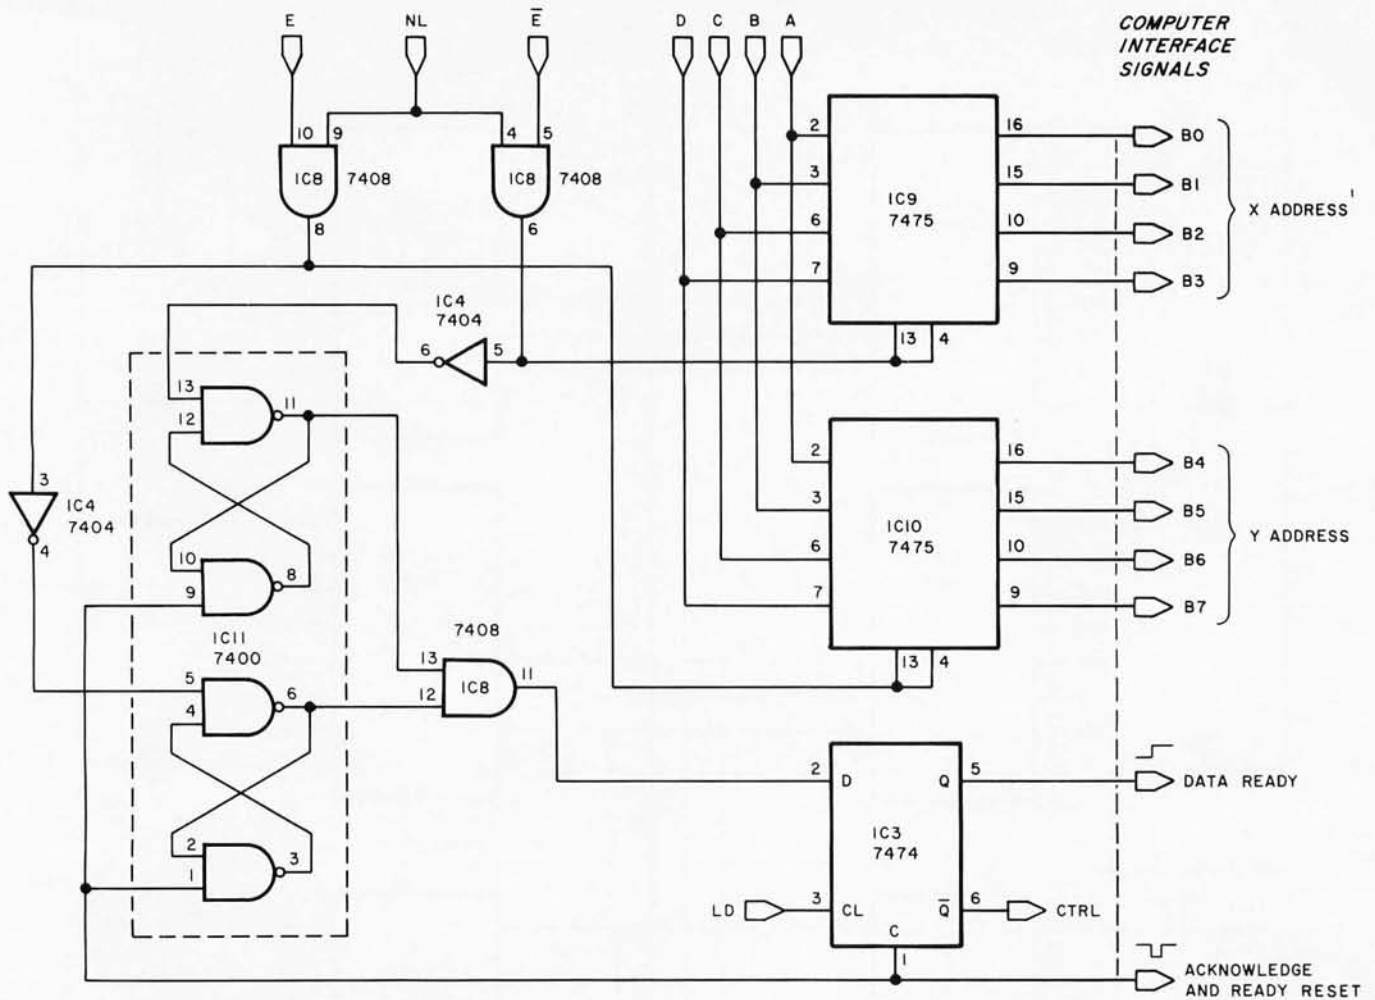 E NL E̅ D C B A COMPUTER
INTERFACE
SIGNALS
10 9 4 5
IC8 7408 IC8 7408
8 6
2 16 B0
3 15 B1
IC9
7475
6 10 B2
7 9 B3
X ADDRESS
13 4
IC4
7404
6 5
13
12 11
3
IC4
7404
4
10
9 8
IC11
7400
2 16 B4
3 15 B5
IC10
7475
6 10 B6
7 9 B7
Y ADDRESS
13 4
5
4 6
7408
13
12 IC8 11
2
1 3
2 D Q 5 DATA READY
IC3
7474
LD 3 CL Q̅ 6 CTRL
C
1
ACKNOWLEDGE
AND READY RESET